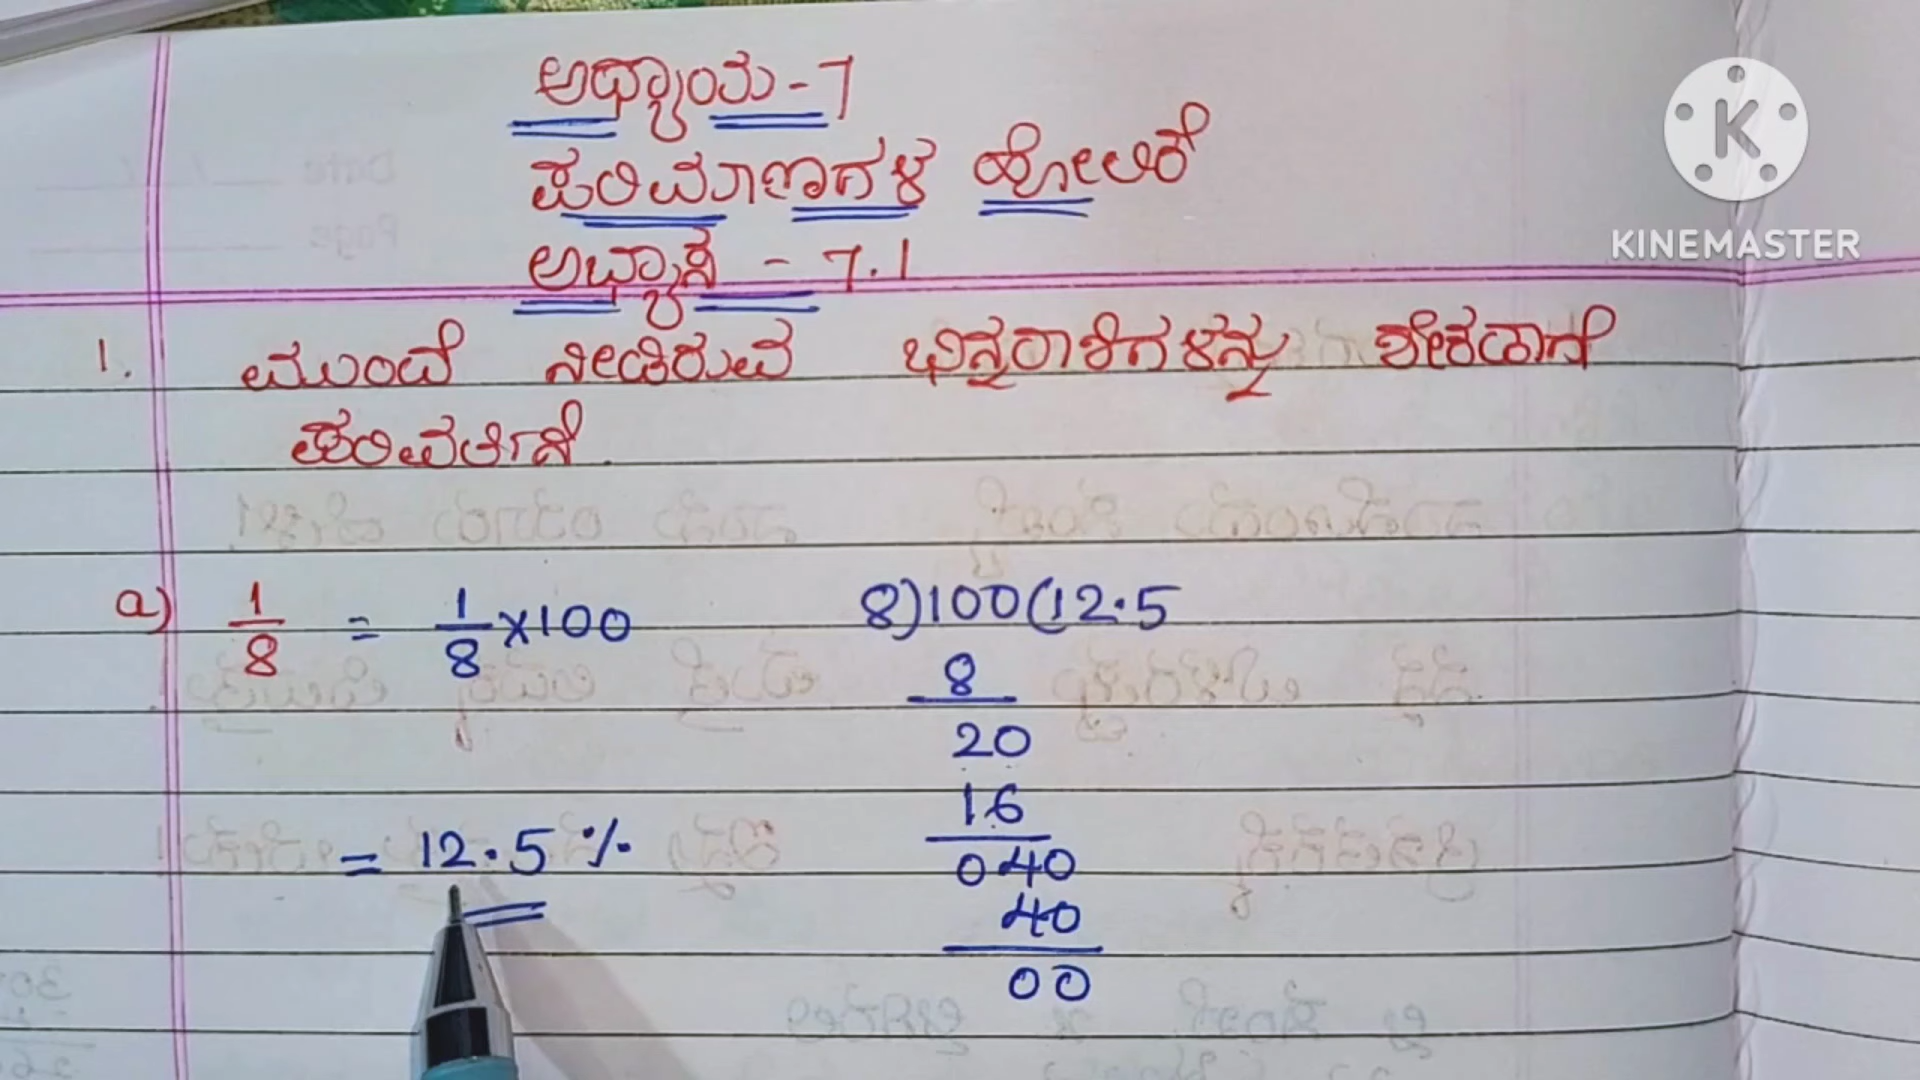 ಅಧ್ಯಾಯ - 7
ಪರಿಮಾಣಗಳ ಹೋಲಿಕೆ
ಅಭ್ಯಾಸ - 7.1
1. ಮುಂದೆ ನೀಡಿರುವ ಭಿನ್ನರಾಶಿಗಳನ್ನು ಶೇಕಡಾಗೆ
ಪರಿವರ್ತಿಸಿ.
a) 1/8 = 1/8 × 100
= 12.5 %
8)100(12.5
8
20
16
040
40
00
K
KINEMASTER